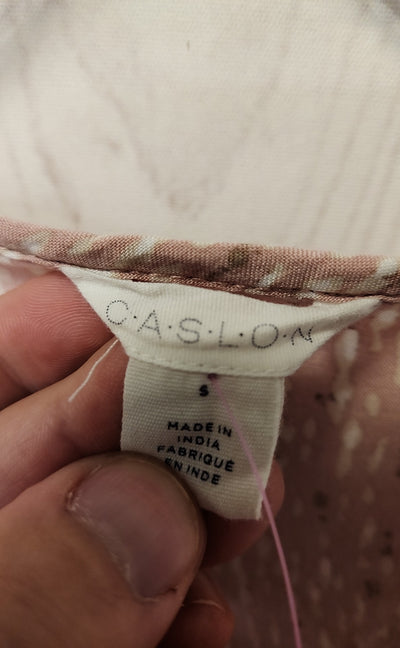 C·A·S·L·O·N
S
MADE IN
INDIA
FABRIQUÉ
EN INDE